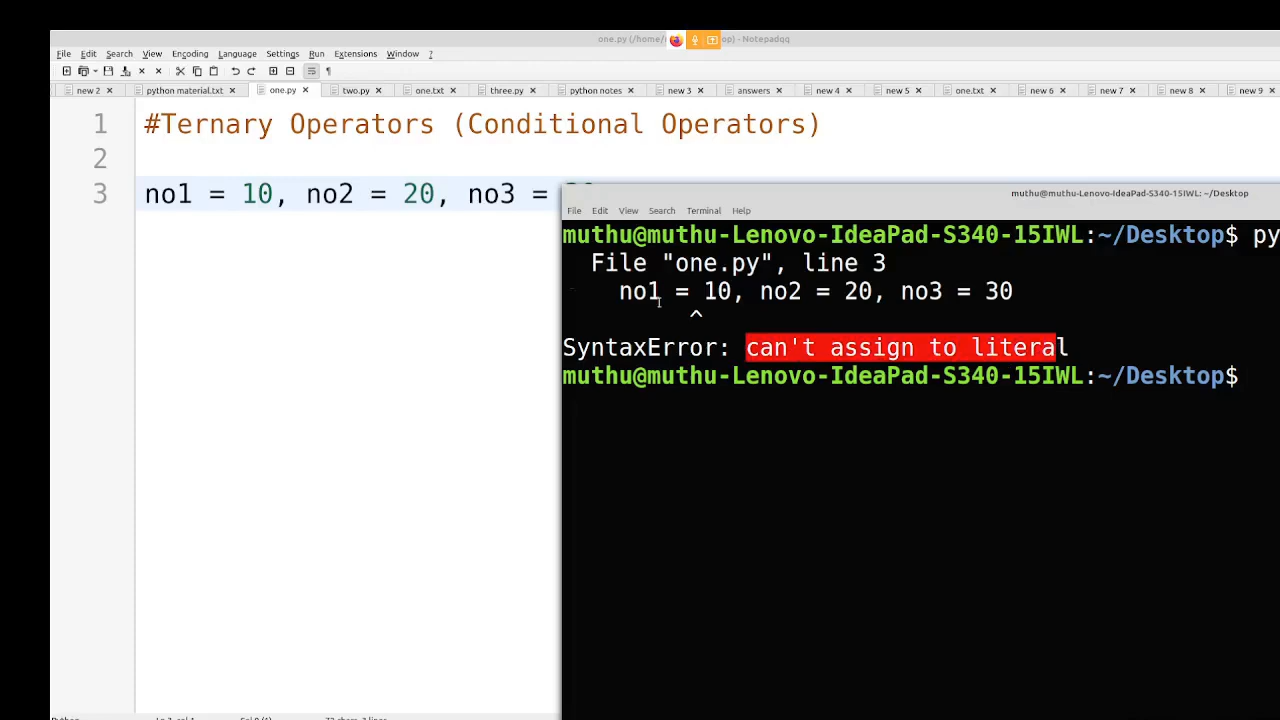 one.py (/home/ op) - Notepadqq
File Edit Search View Encoding Language Settings Run Extensions Window ?
new 2 python material.txt one.py two.py one.txt three.py python notes new 3 answers new 4 new 5 one.txt new 6 new 7 new 8 new 9
1 #Ternary Operators (Conditional Operators)
2
3 no1 = 10, no2 = 20, no3 =
muthu@muthu-Lenovo-IdeaPad-S340-15IWL: ~/Desktop
File Edit View Search Terminal Help
muthu@muthu-Lenovo-IdeaPad-S340-15IWL:~/Desktop$ py
File "one.py", line 3
no1 = 10, no2 = 20, no3 = 30
^
SyntaxError: can't assign to literal
muthu@muthu-Lenovo-IdeaPad-S340-15IWL:~/Desktop$